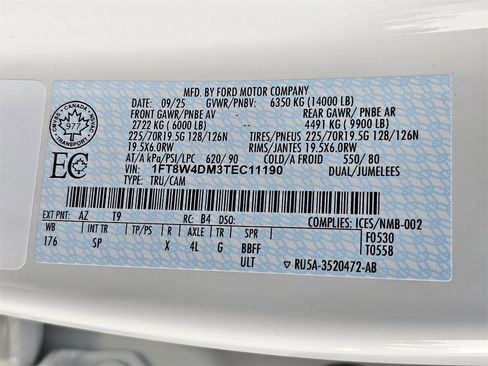 MFD. BY FORD MOTOR COMPANY
DATE: 09/25 GVWR/PNBV: 6350 KG (14000 LB)
FRONT GAWR/PNBE AV - REAR GAWR / PNBE AR
2722 KG (6000 LB) 4491 KG ( 9900 LB)
225/70R19.5G 128/126N TIRES/PNEUS 225/70R19.5G 128/126N
19.5X6.0RW RIMS/JANTES 19.5X6.0RW
AT/A kPa/PSI/LPC 620/90 COLD/A FROID 550/ 80
VIN: 1FT8W4DM3TEC11190 DUAL/JUMELEES
TYPE: TRU/CAM
CANADA
977
TRANSPORT
EC
EXT PNT: AZ T9 RC: B4 DSO: COMPLIES: ICES/NMB-002
WB INT TR TP/PS R AXLE TR SPR F0530
176 SP X 4L G BBFF T0558
ULT ▽ RU5A-3520472-AB